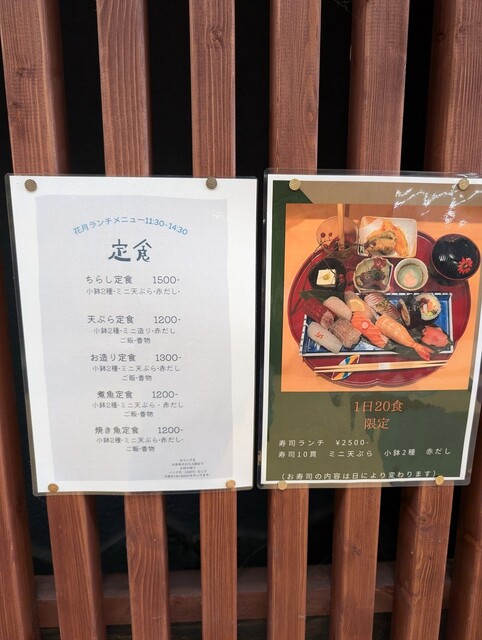 花月ランチメニュー11:30-14:30
定食
ちらし定食 1500-
小鉢2種・ミニ天ぷら・赤だし
天ぷら定食 1200-
小鉢2種・ミニ造り・赤だし
ご飯・香物
お造り定食 1300-
小鉢2種・ミニ天ぷら・赤だし
ご飯・香物
煮魚定食 1200-
小鉢2種・ミニ天ぷら・赤だし
ご飯・香物
焼き魚定食 1200-
小鉢2種・ミニ天ぷら・赤だし
ご飯・香物
1日20食
限定
寿司ランチ ¥2500-
寿司10貫 ミニ天ぷら 小鉢2種 赤だし
(お寿司の内容は日により変わります)